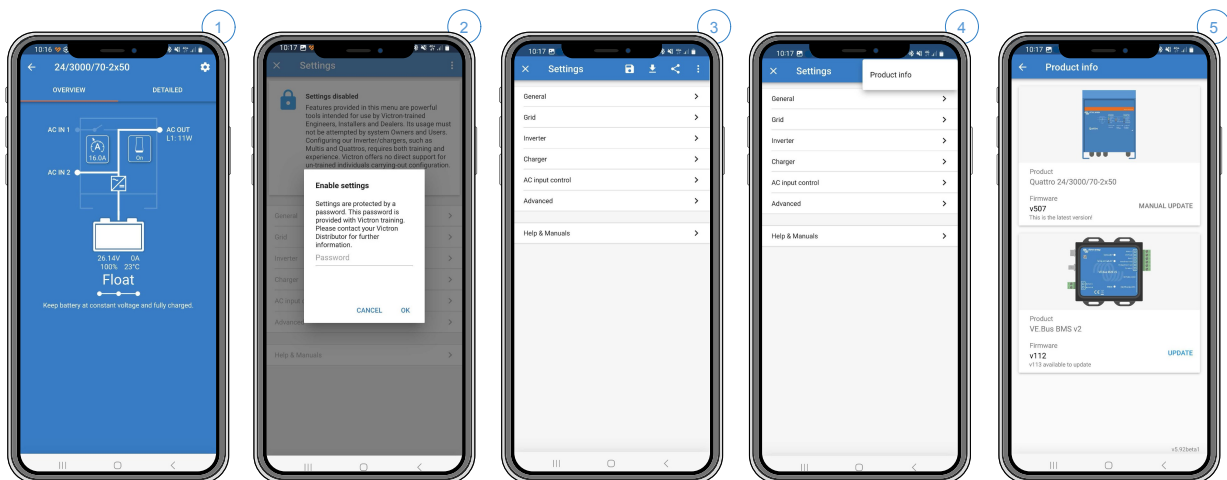 1
10:16
24/3000/70-2x50
OVERVIEW
DETAILED
AC IN 1
AC OUT
L1: 11W
16.0A
On
AC IN 2
26.14V 0A
100% 23°C
Float
Keep battery at constant voltage and fully charged.
2
10:17
Settings
Settings disabled
Features provided in this menu are powerful
tools intended for use by Victron-trained
Engineers, Installers and Dealers. Its usage must
not be attempted by system Owners and Users.
Configuring our Inverter/chargers, such as
Multis and Quattros, requires both training and
experience. Victron offers no direct support for
un-trained individuals carrying-out configuration
Enable settings
Settings are protected by a
password. This password is
provided with Victron training.
Please contact your Victron
Distributor for further
information.
Password
CANCEL OK
General
Grid
Inverter
Charger
AC input
Advanced
Help & Manuals
3
10:17
Settings
General
Grid
Inverter
Charger
AC input control
Advanced
Help & Manuals
4
10:17
Settings
Product info
General
Grid
Inverter
Charger
AC input control
Advanced
Help & Manuals
5
10:17
Product info
Product
Quattro 24/3000/70-2x50
Firmware
v507
MANUAL UPDATE
This is the latest version!
Product
VE.Bus BMS v2
Firmware
v112
UPDATE
v113 available to update
v5.92beta1